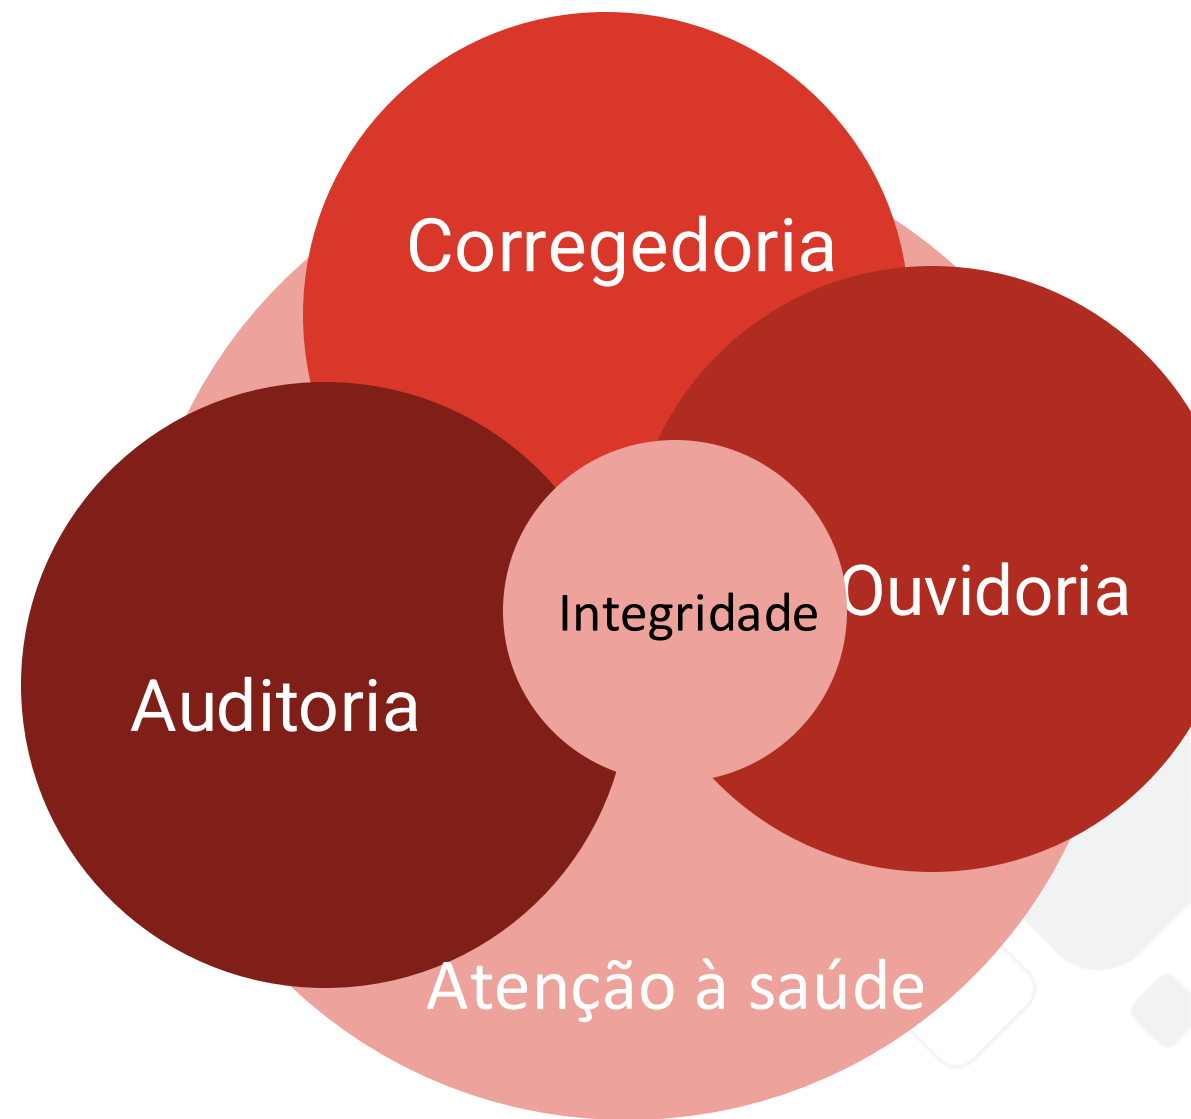 Corregedoria
Ouvidoria
Integridade
Auditoria
Atenção à saúde